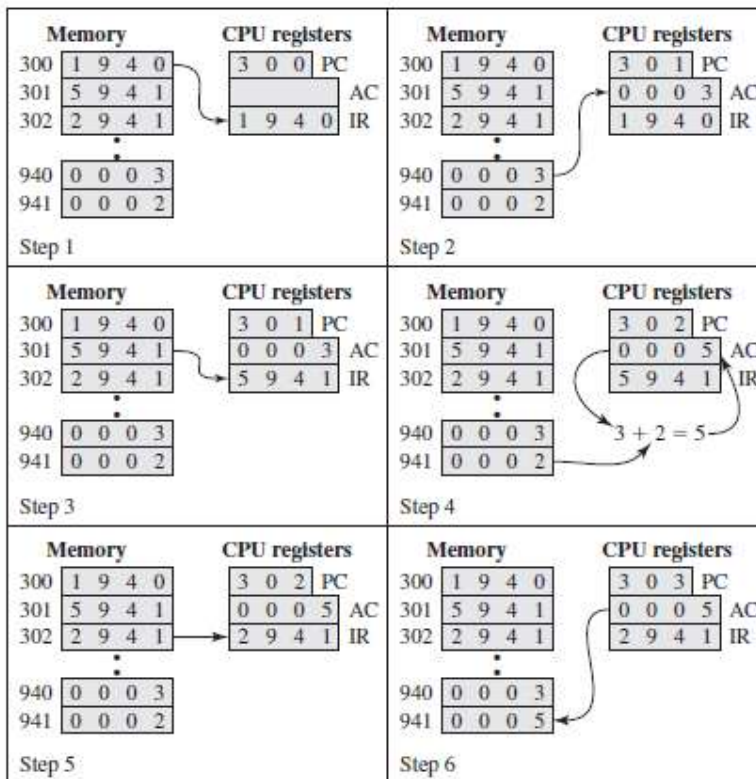 Memory CPU registers
300 1 9 4 0 3 0 0 PC
301 5 9 4 1 AC
302 2 9 4 1 1 9 4 0 IR
940 0 0 0 3
941 0 0 0 2
Step 1
Memory CPU registers
300 1 9 4 0 3 0 1 PC
301 5 9 4 1 0 0 0 3 AC
302 2 9 4 1 1 9 4 0 IR
940 0 0 0 3
941 0 0 0 2
Step 2
Memory CPU registers
300 1 9 4 0 3 0 1 PC
301 5 9 4 1 0 0 0 3 AC
302 2 9 4 1 5 9 4 1 IR
940 0 0 0 3
941 0 0 0 2
Step 3
Memory CPU registers
300 1 9 4 0 3 0 2 PC
301 5 9 4 1 0 0 0 5 AC
302 2 9 4 1 5 9 4 1 IR
940 0 0 0 3 3 + 2 = 5
941 0 0 0 2
Step 4
Memory CPU registers
300 1 9 4 0 3 0 2 PC
301 5 9 4 1 0 0 0 5 AC
302 2 9 4 1 2 9 4 1 IR
940 0 0 0 3
941 0 0 0 2
Step 5
Memory CPU registers
300 1 9 4 0 3 0 3 PC
301 5 9 4 1 0 0 0 5 AC
302 2 9 4 1 2 9 4 1 IR
940 0 0 0 3
941 0 0 0 5
Step 6